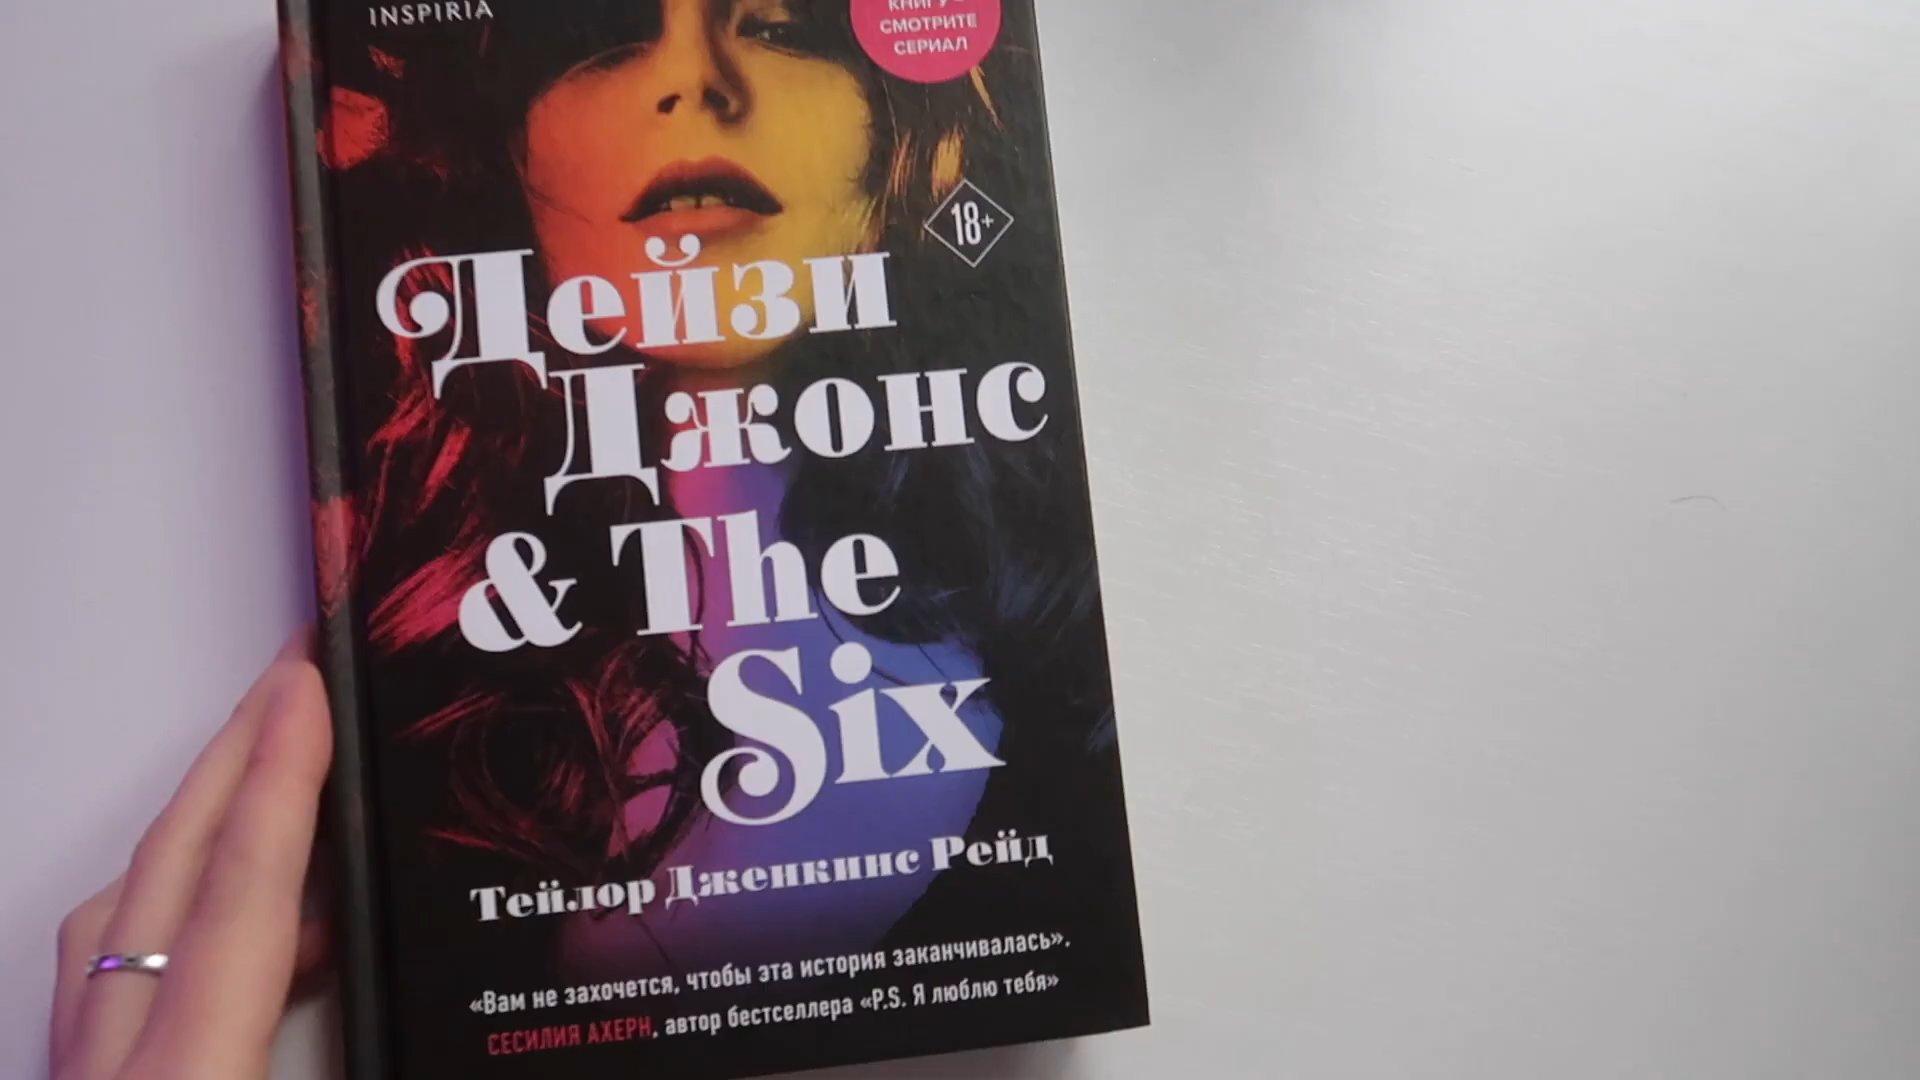 INSPIRIA
КНИГУ
СМОТРИТЕ
СЕРИАЛ
18+
Дейзи
Джонс
& The
Six
Тейлор Дженкинс Рейд
«Вам не захочется, чтобы эта история заканчивалась».
СЕСИЛИЯ АХЕРН, автор бестселлера «P.S. Я люблю тебя»